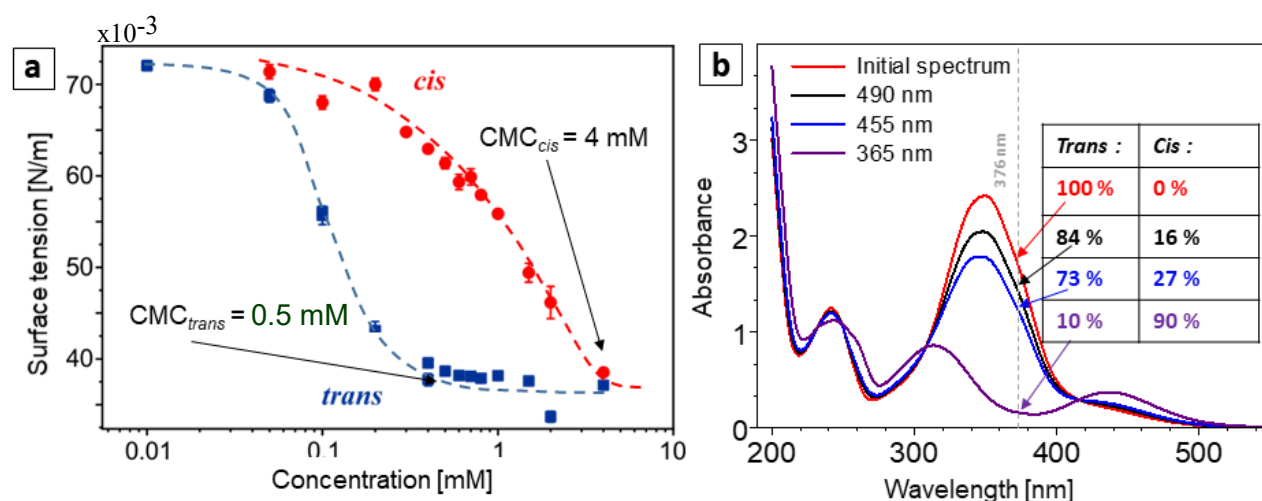 x10-3
a
70
60
50
40
Surface tension [N/m]
cis
CMCcis = 4 mM
CMCtrans = 0.5 mM
trans
0.01 0.1 1 10
Concentration [mM]
b
Initial spectrum
490 nm
455 nm
365 nm
376 nm
Trans : Cis :
100 % 0 %
84 % 16 %
73 % 27 %
10 % 90 %
3
2
1
0
Absorbance
200 300 400 500
Wavelength [nm]